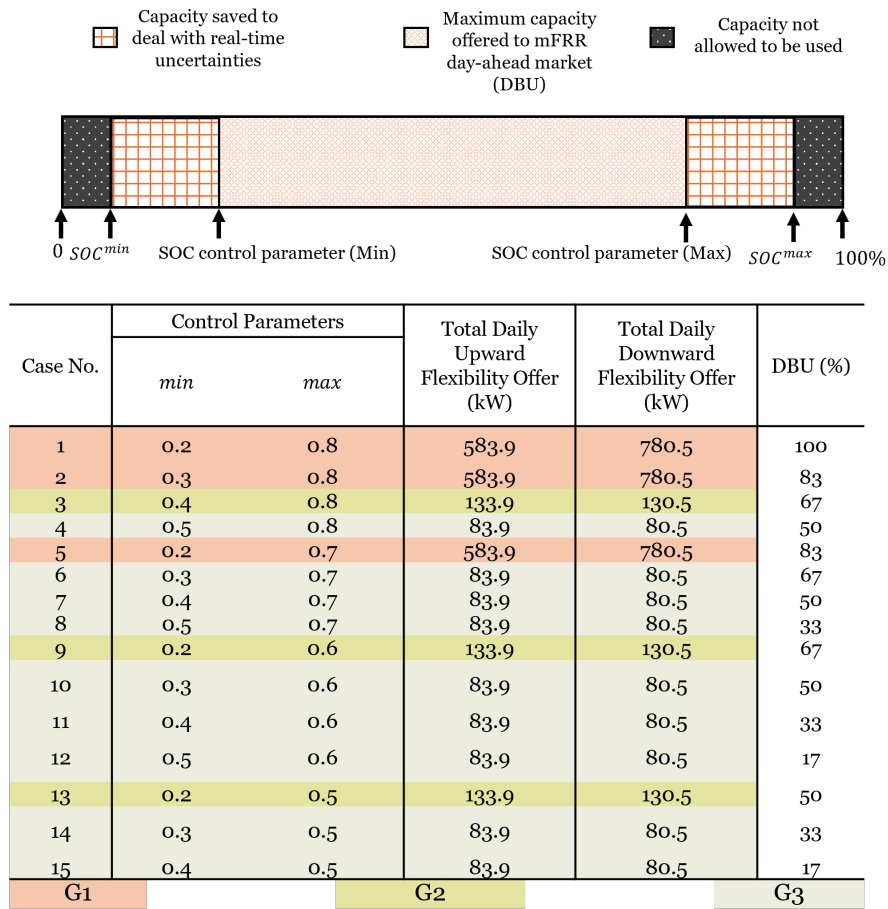 Capacity saved to
deal with real-time
uncertainties
Maximum capacity
offered to mFRR
day-ahead market
(DBU)
Capacity not
allowed to be used
0 SOC^min SOC control parameter (Min) SOC control parameter (Max) SOC^max 100%
Case No. Control Parameters Total Daily Upward Flexibility Offer (kW) Total Daily Downward Flexibility Offer (kW) DBU (%)
min max
1 0.2 0.8 583.9 780.5 100
2 0.3 0.8 583.9 780.5 83
3 0.4 0.8 133.9 130.5 67
4 0.5 0.8 83.9 80.5 50
5 0.2 0.7 583.9 780.5 83
6 0.3 0.7 83.9 80.5 67
7 0.4 0.7 83.9 80.5 50
8 0.5 0.7 83.9 80.5 33
9 0.2 0.6 133.9 130.5 67
10 0.3 0.6 83.9 80.5 50
11 0.4 0.6 83.9 80.5 33
12 0.5 0.6 83.9 80.5 17
13 0.2 0.5 133.9 130.5 50
14 0.3 0.5 83.9 80.5 33
15 0.4 0.5 83.9 80.5 17
G1 G2 G3